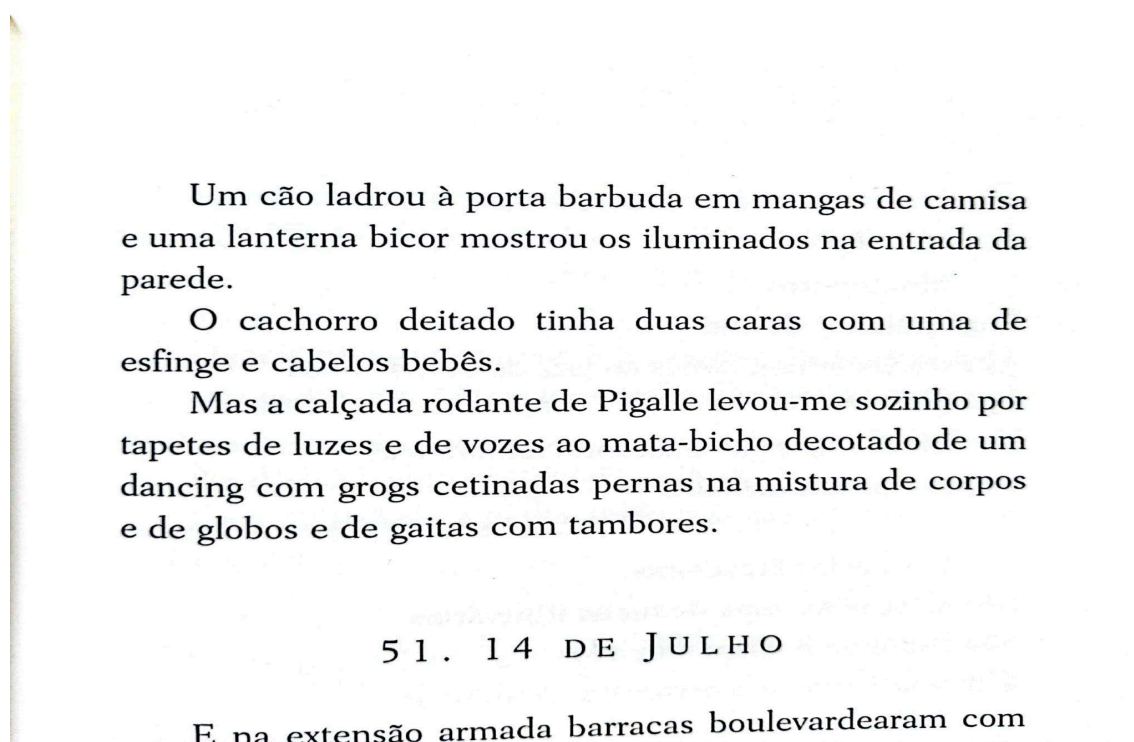 Um cão ladrou à porta barbuda em mangas de camisa
e uma lanterna bicor mostrou os iluminados na entrada da
parede.
O cachorro deitado tinha duas caras com uma de
esfinge e cabelos bebês.
Mas a calçada rodante de Pigalle levou-me sozinho por
tapetes de luzes e de vozes ao mata-bicho decotado de um
dancing com grogs cetinadas pernas na mistura de corpos
e de globos e de gaitas com tambores.
51. 14 DE JULHO
E na extensão armada barracas boulevardearam com